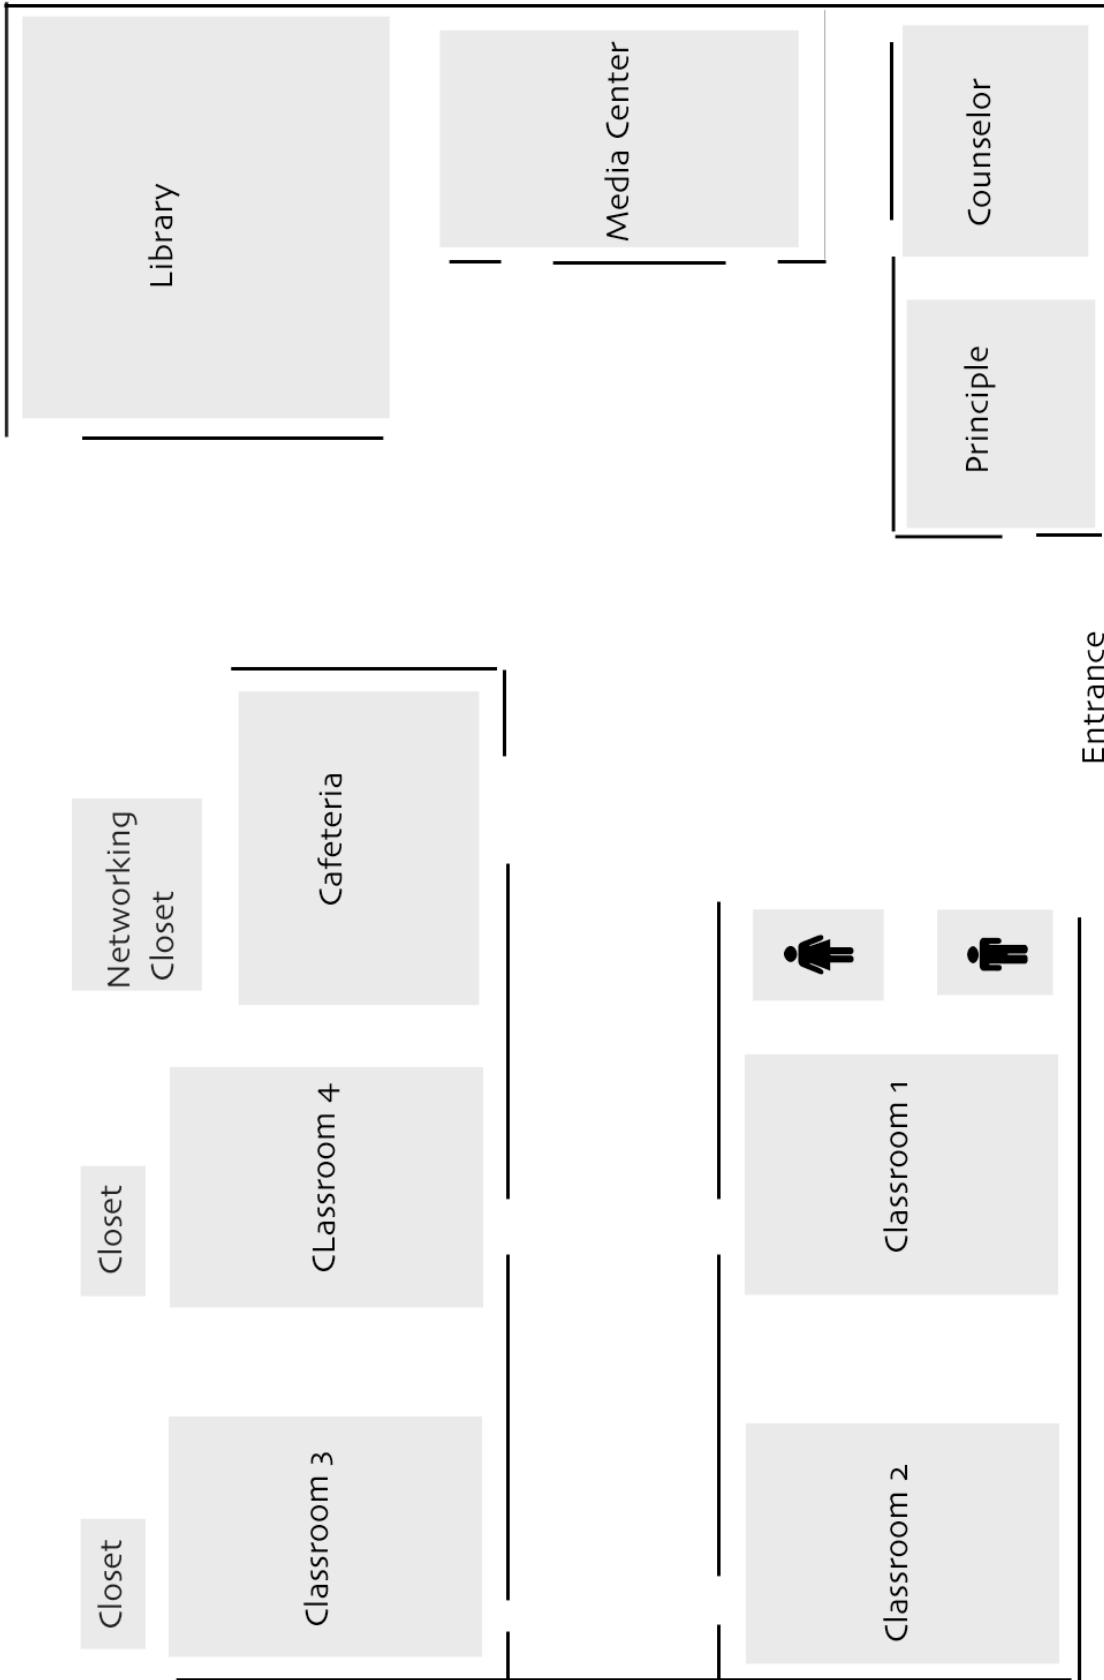 Library
Media Center
Counselor
Principle
Entrance
Networking
Closet
Cafeteria
Closet
CLassroom 4
Classroom 1
Closet
Classroom 3
Classroom 2